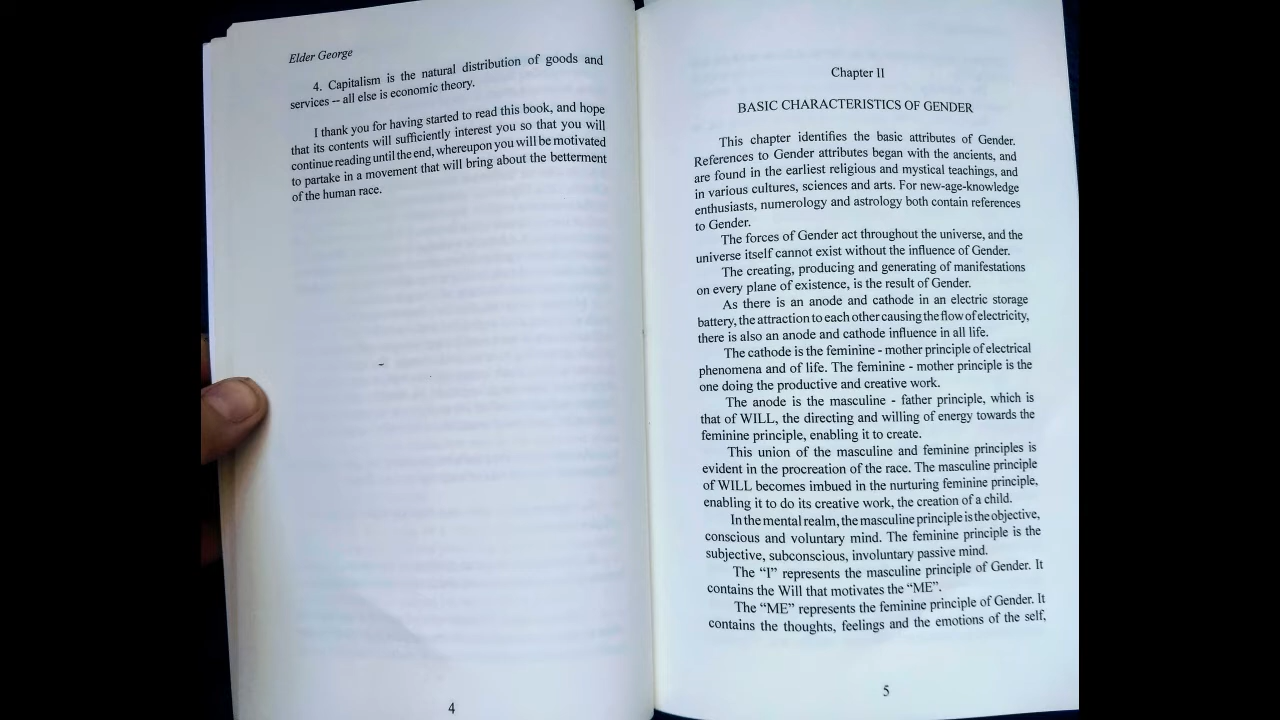 Elder George
4. Capitalism is the natural distribution of goods and
services -- all else is economic theory.
I thank you for having started to read this book, and hope
that its contents will sufficiently interest you so that you will
continue reading until the end, whereupon you will be motivated
to partake in a movement that will bring about the betterment
of the human race.
4
Chapter II
BASIC CHARACTERISTICS OF GENDER
This chapter identifies the basic attributes of Gender.
References to Gender attributes began with the ancients, and
are found in the earliest religious and mystical teachings, and
in various cultures, sciences and arts. For new-age-knowledge
enthusiasts, numerology and astrology both contain references
to Gender.
The forces of Gender act throughout the universe, and the
universe itself cannot exist without the influence of Gender.
The creating, producing and generating of manifestations
on every plane of existence, is the result of Gender.
As there is an anode and cathode in an electric storage
battery, the attraction to each other causing the flow of electricity,
there is also an anode and cathode influence in all life.
The cathode is the feminine - mother principle of electrical
phenomena and of life. The feminine - mother principle is the
one doing the productive and creative work.
The anode is the masculine - father principle, which is
that of WILL, the directing and willing of energy towards the
feminine principle, enabling it to create.
This union of the masculine and feminine principles is
evident in the procreation of the race. The masculine principle
of WILL becomes imbued in the nurturing feminine principle,
enabling it to do its creative work, the creation of a child.
In the mental realm, the masculine principle is the objective,
conscious and voluntary mind. The feminine principle is the
subjective, subconscious, involuntary passive mind.
The “I” represents the masculine principle of Gender. It
contains the Will that motivates the “ME”.
The “ME” represents the feminine principle of Gender. It
contains the thoughts, feelings and the emotions of the self,
5